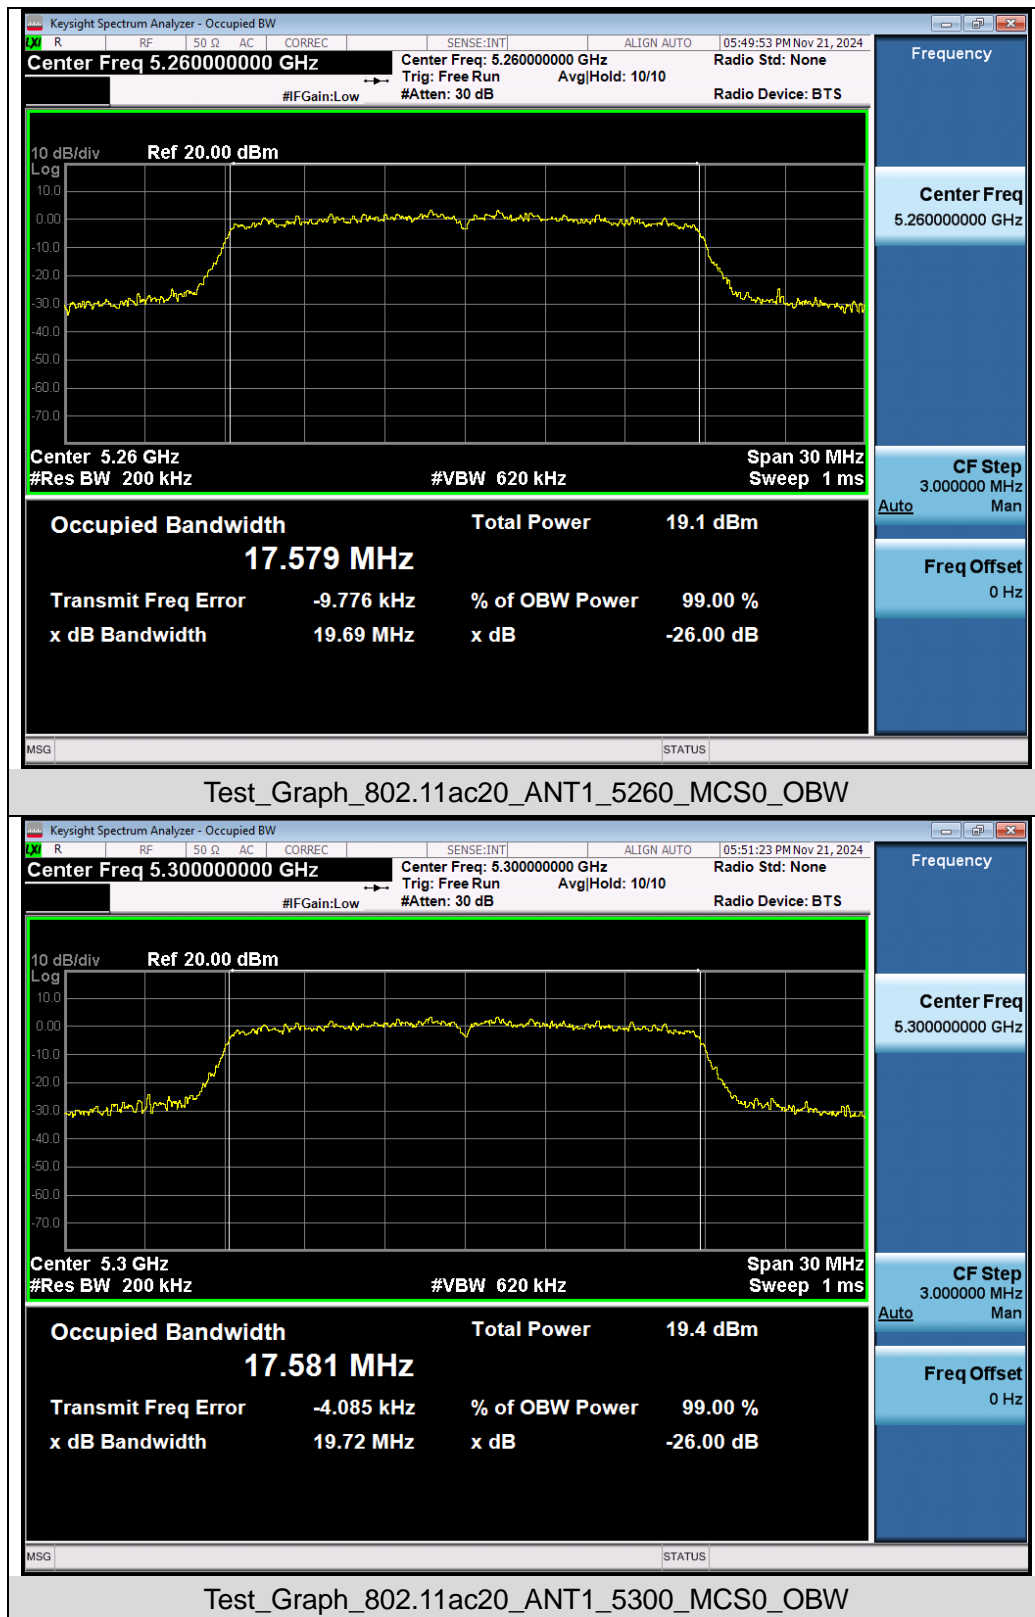 Keysight Spectrum Analyzer - Occupied BW
LXI R RF 50 Ω AC CORREC SENSE:INT ALIGN AUTO 05:49:53 PM Nov 21, 2024
Center Freq 5.260000000 GHz Center Freq: 5.260000000 GHz Radio Std: None Frequency
Trig: Free Run Avg|Hold: 10/10
#IFGain:Low #Atten: 30 dB Radio Device: BTS
10 dB/div Ref 20.00 dBm
Log
10.0
0.00
-10.0
-20.0
-30.0
-40.0
-50.0
-60.0
-70.0
Center Freq
5.260000000 GHz
Center 5.26 GHz Span 30 MHz
#Res BW 200 kHz #VBW 620 kHz Sweep 1 ms
CF Step
3.000000 MHz
Auto Man
Occupied Bandwidth Total Power 19.1 dBm
17.579 MHz
Freq Offset
0 Hz
Transmit Freq Error -9.776 kHz % of OBW Power 99.00 %
x dB Bandwidth 19.69 MHz x dB -26.00 dB
MSG STATUS
Test_Graph_802.11ac20_ANT1_5260_MCS0_OBW
Keysight Spectrum Analyzer - Occupied BW
LXI R RF 50 Ω AC CORREC SENSE:INT ALIGN AUTO 05:51:23 PM Nov 21, 2024
Center Freq 5.300000000 GHz Center Freq: 5.300000000 GHz Radio Std: None Frequency
Trig: Free Run Avg|Hold: 10/10
#IFGain:Low #Atten: 30 dB Radio Device: BTS
10 dB/div Ref 20.00 dBm
Log
10.0
0.00
-10.0
-20.0
-30.0
-40.0
-50.0
-60.0
-70.0
Center Freq
5.300000000 GHz
Center 5.3 GHz Span 30 MHz
#Res BW 200 kHz #VBW 620 kHz Sweep 1 ms
CF Step
3.000000 MHz
Auto Man
Occupied Bandwidth Total Power 19.4 dBm
17.581 MHz
Freq Offset
0 Hz
Transmit Freq Error -4.085 kHz % of OBW Power 99.00 %
x dB Bandwidth 19.72 MHz x dB -26.00 dB
MSG STATUS
Test_Graph_802.11ac20_ANT1_5300_MCS0_OBW